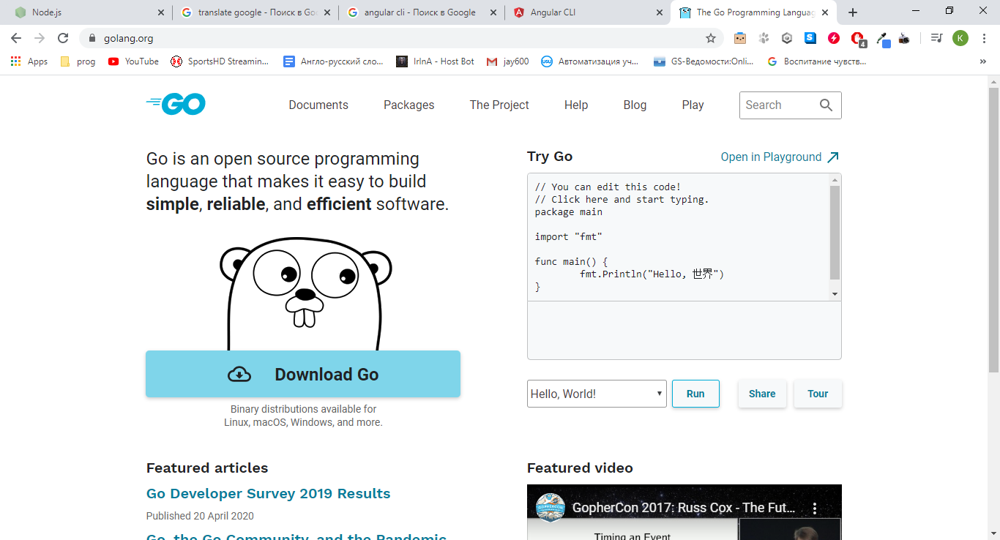 Node.js
translate google - Поиск в Go
angular cli - Поиск в Google
Angular CLI
The Go Programming Languag
golang.org
4
K
Apps
prog
YouTube
SportsHD Streamin...
Англо-русский сло...
IrInA - Host Bot
jay600
Автоматизация уч...
GS-Ведомости:Onli...
Воспитание чувств...
»
GO
Documents
Packages
The Project
Help
Blog
Play
Search
Go is an open source programming
language that makes it easy to build
simple, reliable, and efficient software.
Download Go
Binary distributions available for
Linux, macOS, Windows, and more.
Try Go
Open in Playground
// You can edit this code!
// Click here and start typing.
package main
import "fmt"
func main() {
fmt.Println("Hello, 世界")
}
Hello, World!
Run
Share
Tour
Featured articles
Go Developer Survey 2019 Results
Published 20 April 2020
Go, the Go Community, and the Pandemic
Featured video
GOPHERCON
GopherCon 2017: Russ Cox - The Fut...
Timing an Event